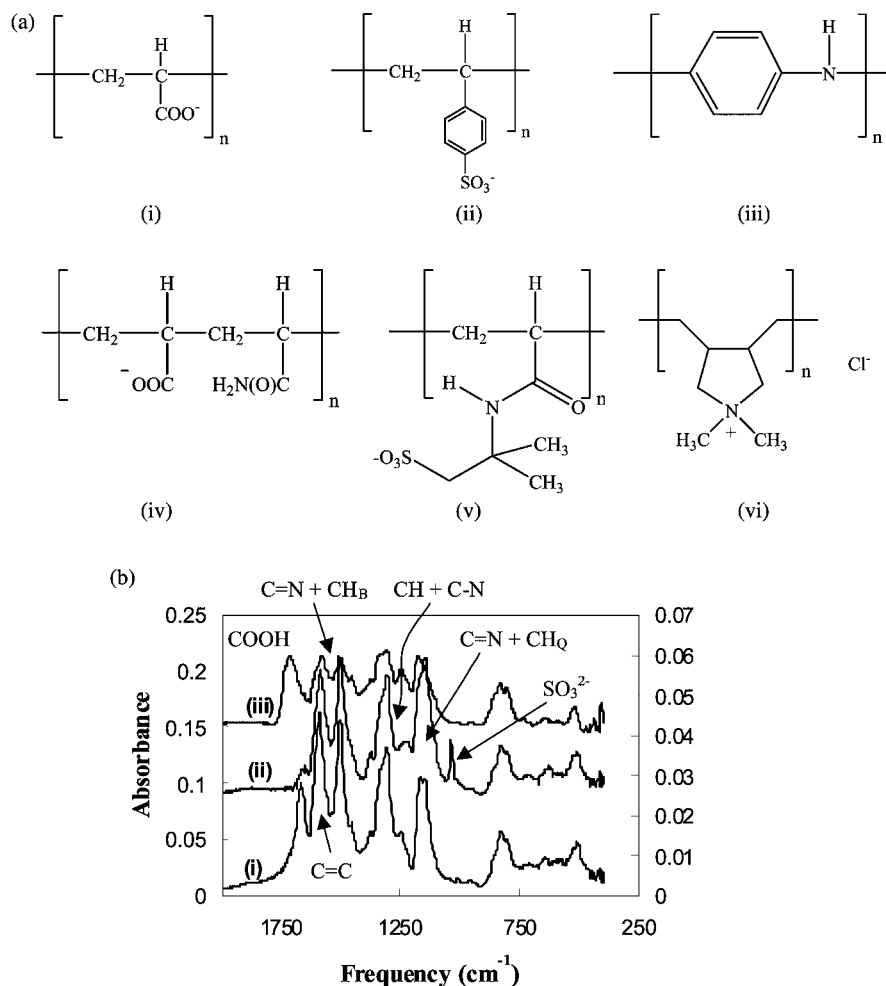 (a)
H
CH₂ C
COO⁻
n
(i)
H
CH₂ C
SO₃⁻
n
(ii)
H
N
n
(iii)
H H
CH₂ C CH₂ C
⁻OOC H₂N(O)C
n
(iv)
H
CH₂ C
H N C O
n
⁻O₃S CH₃
CH₃
(v)
n
Cl⁻
N
+
H₃C CH₃
(vi)
(b)
C=N + CH_B CH + C-N
C=N + CH_Q
COOH
SO₃²⁻
(iii)
(ii)
(i)
C=C
0.25
0.2
0.15
0.1
0.05
0
Absorbance
0.07
0.06
0.05
0.04
0.03
0.02
0.01
0
1750 1250 750 250
Frequency (cm⁻¹)